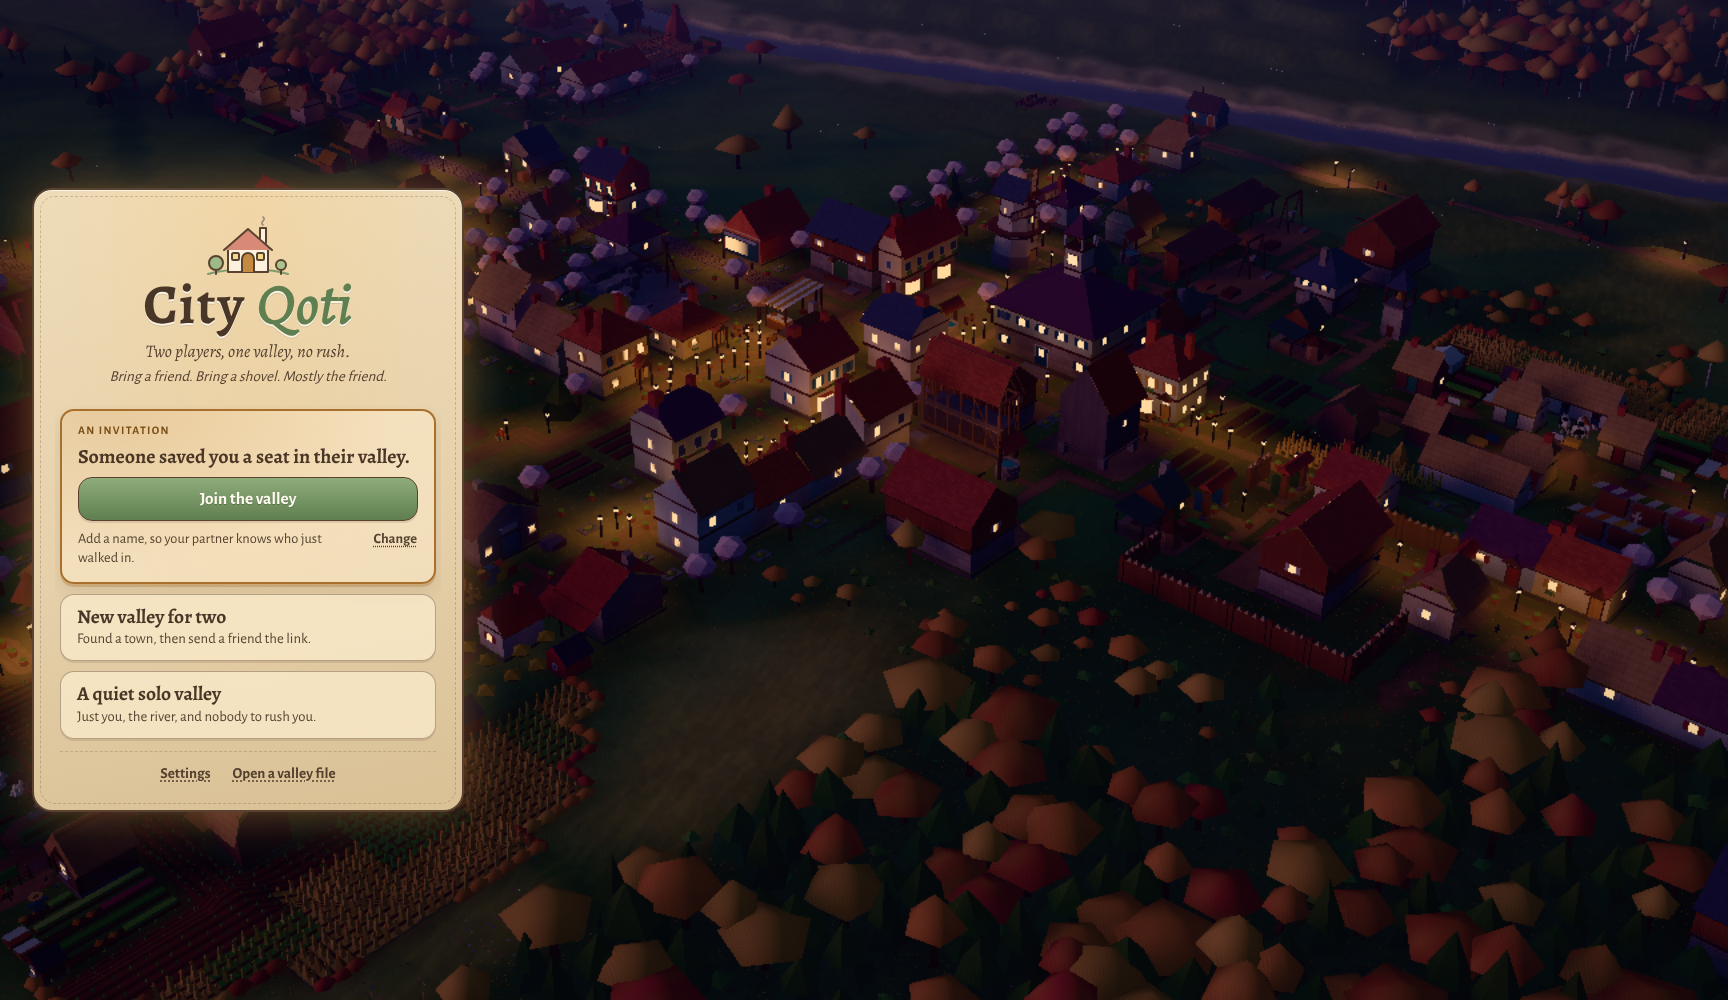 City Qoti
Two players, one valley, no rush.
Bring a friend. Bring a shovel. Mostly the friend.
AN INVITATION
Someone saved you a seat in their valley.
Join the valley
Add a name, so your partner knows who just
walked in.
Change
New valley for two
Found a town, then send a friend the link.
A quiet solo valley
Just you, the river, and nobody to rush you.
Settings
Open a valley file